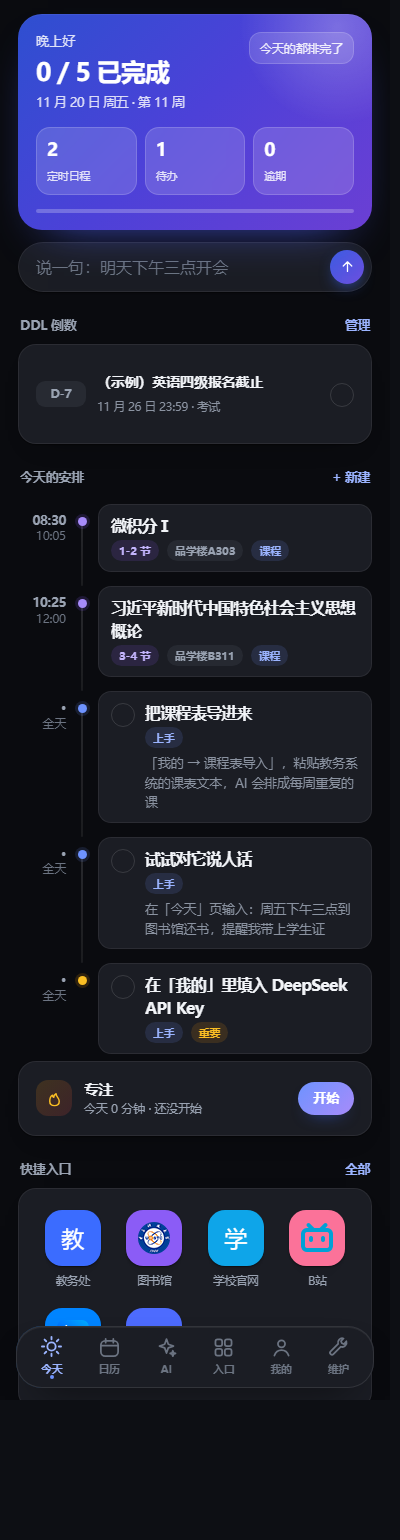 晚上好
今天的都排完了
0 / 5 已完成
11 月 20 日 周五 · 第 11 周
2
定时日程
1
待办
0
逾期
说一句：明天下午三点开会
DDL 倒数
管理
D-7
（示例）英语四级报名截止
11 月 26 日 23:59 · 考试
今天的安排
+ 新建
08:30
10:05
微积分 I
1-2 节
品学楼A303
课程
10:25
12:00
习近平新时代中国特色社会主义思想
概论
3-4 节
品学楼B311
课程
全天
把课程表导进来
上手
「我的 → 课程表导入」，粘贴教务系
统的课表文本，AI 会排成每周重复的
课
全天
试试对它说人话
上手
在「今天」页输入：周五下午三点到
图书馆还书，提醒我带上学生证
全天
在「我的」里填入 DeepSeek
API Key
上手
重要
专注
今天 0 分钟 · 还没开始
开始
快捷入口
全部
教
学
教务处
图书馆
学校官网
B站
今天
日历
AI
入口
我的
维护